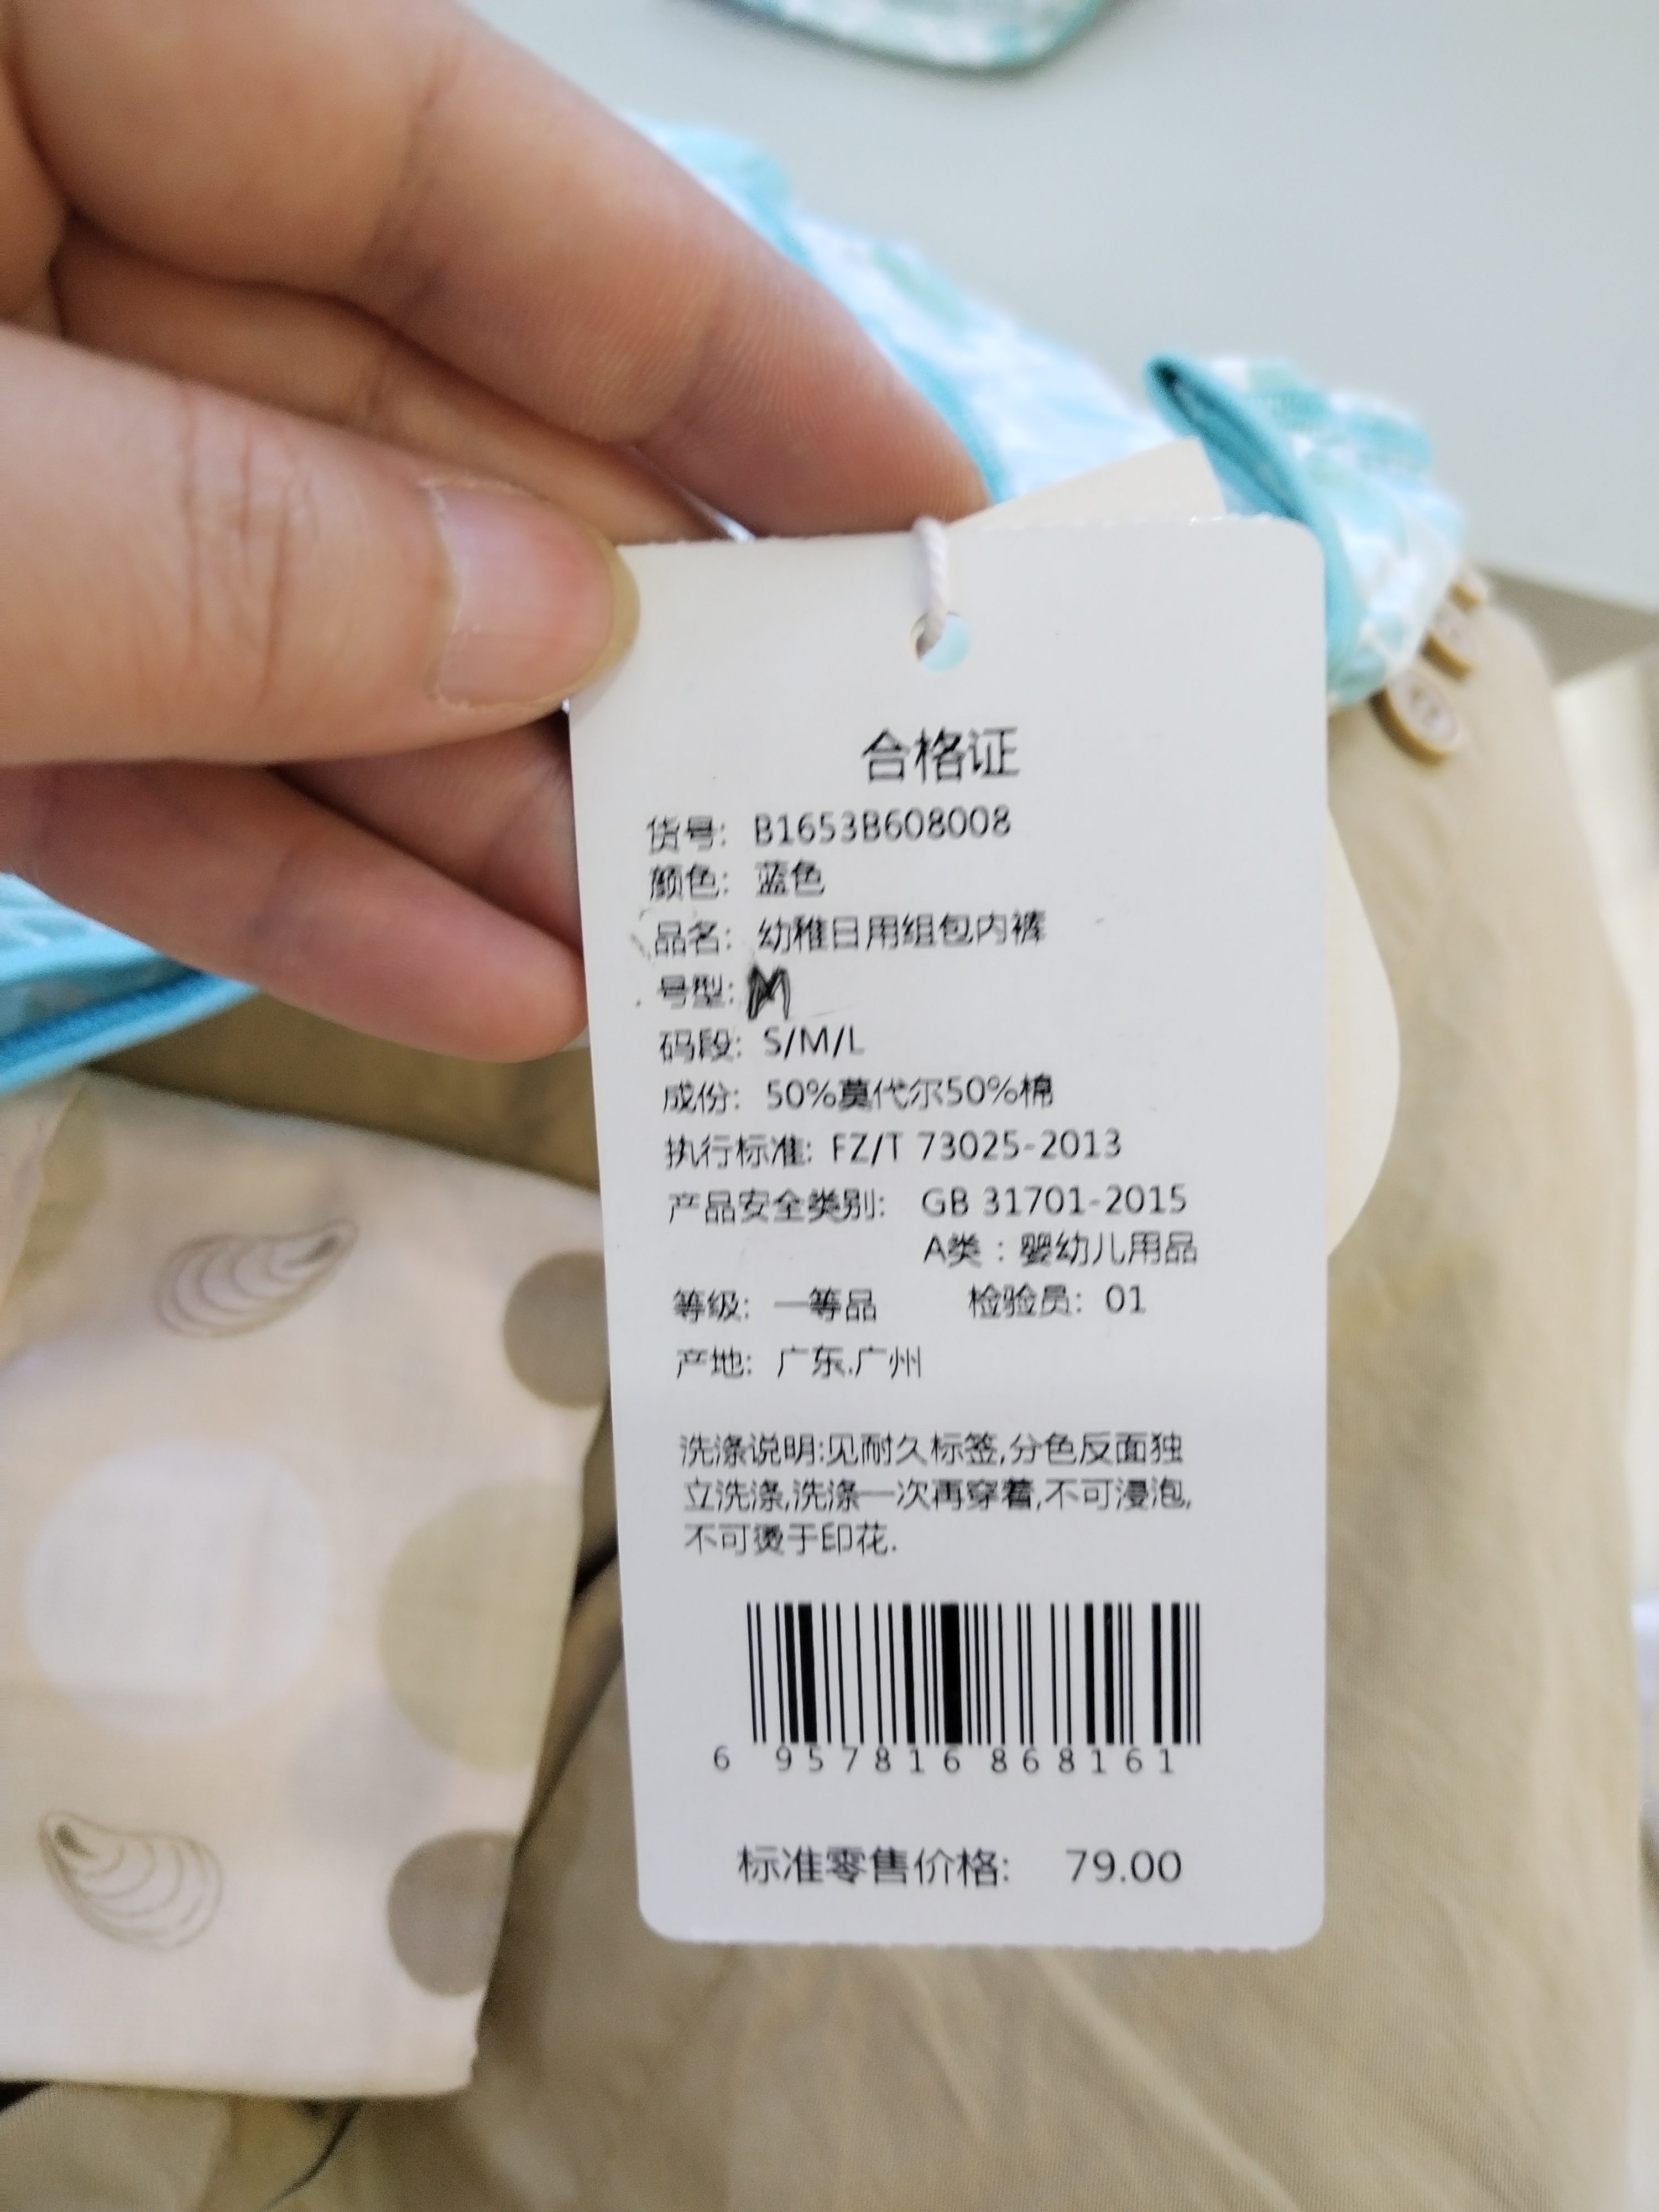 合格证
货号: B1653B608008
颜色: 蓝色
品名: 幼稚日用组包内裤
号型: M
码段: S/M/L
成份: 50%莫代尔50%棉
执行标准: FZ/T 73025-2013
产品安全类别: GB 31701-2015
A类：婴幼儿用品
等级: 一等品 检验员: 01
产地: 广东.广州
洗涤说明:见耐久标签,分色反面独
立洗涤,洗涤一次再穿着,不可浸泡,
不可烫于印花.
6 957816 868161
标准零售价格: 79.00